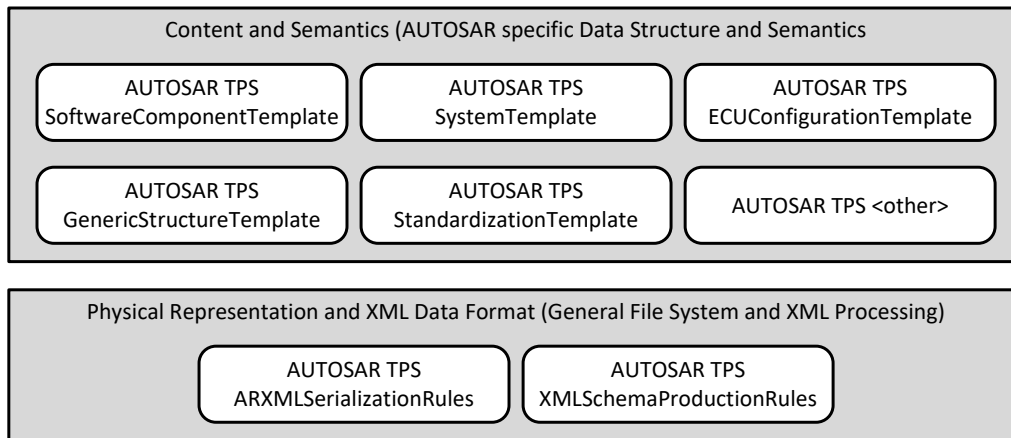 Content and Semantics (AUTOSAR specific Data Structure and Semantics
AUTOSAR TPS
SoftwareComponentTemplate
AUTOSAR TPS
SystemTemplate
AUTOSAR TPS
ECUConfigurationTemplate
AUTOSAR TPS
GenericStructureTemplate
AUTOSAR TPS
StandardizationTemplate
AUTOSAR TPS <other>
Physical Representation and XML Data Format (General File System and XML Processing)
AUTOSAR TPS
ARXMLSerializationRules
AUTOSAR TPS
XMLSchemaProductionRules